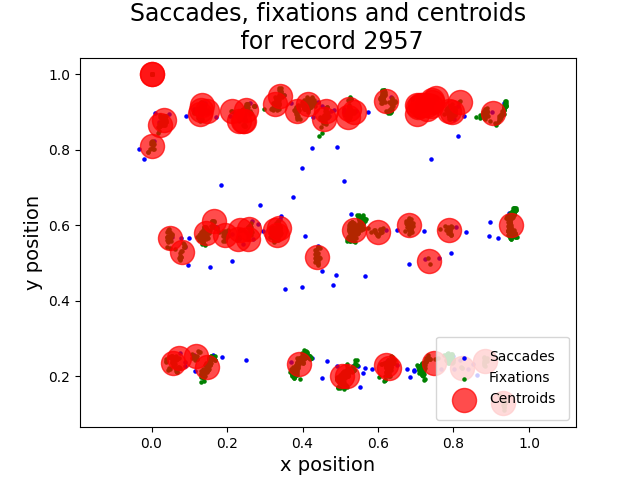 Saccades, fixations and centroids
for record 2957
y position
1.0
0.8
0.6
0.4
0.2
0.0
0.2
0.4
0.6
0.8
1.0
x position
Saccades
Fixations
Centroids